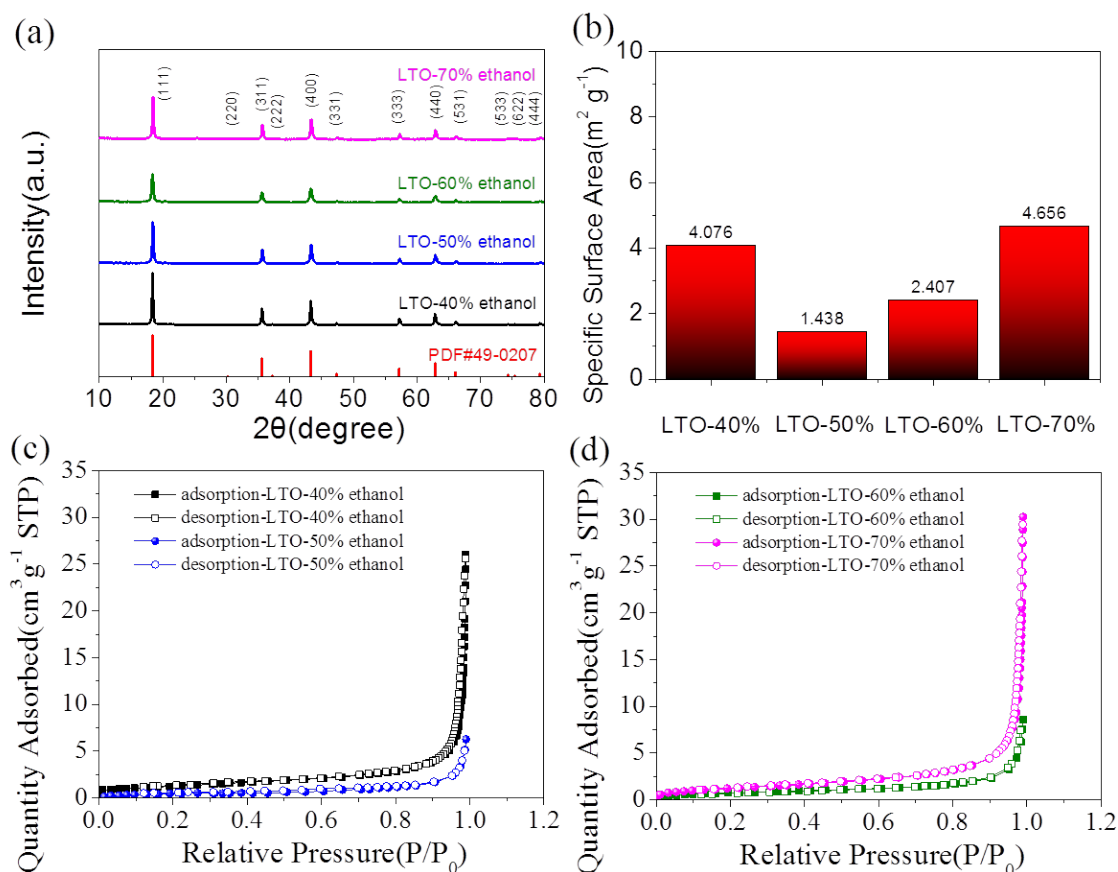 (a)
Intensity(a.u.)
LTO-70% ethanol
(111)
(220)
(311)
(222)
(400)
(331)
(333)
(440)
(531)
(533)
(622)
(444)
LTO-60% ethanol
LTO-50% ethanol
LTO-40% ethanol
PDF#49-0207
10 20 30 40 50 60 70 80
2θ(degree)
(b)
Specific Surface Area(m² g⁻¹)
10
8
6
4
2
0
4.076
1.438
2.407
4.656
LTO-40% LTO-50% LTO-60% LTO-70%
(c)
Quantity Adsorbed(cm³g⁻¹ STP)
35
30
25
20
15
10
5
0
adsorption-LTO-40% ethanol
desorption-LTO-40% ethanol
adsorption-LTO-50% ethanol
desorption-LTO-50% ethanol
0.0 0.2 0.4 0.6 0.8 1.0 1.2
Relative Pressure(P/P₀)
(d)
Quantity Adsorbed(cm³g⁻¹ STP)
35
30
25
20
15
10
5
0
adsorption-LTO-60% ethanol
desorption-LTO-60% ethanol
adsorption-LTO-70% ethanol
desorption-LTO-70% ethanol
0.0 0.2 0.4 0.6 0.8 1.0 1.2
Relative Pressure(P/P₀)